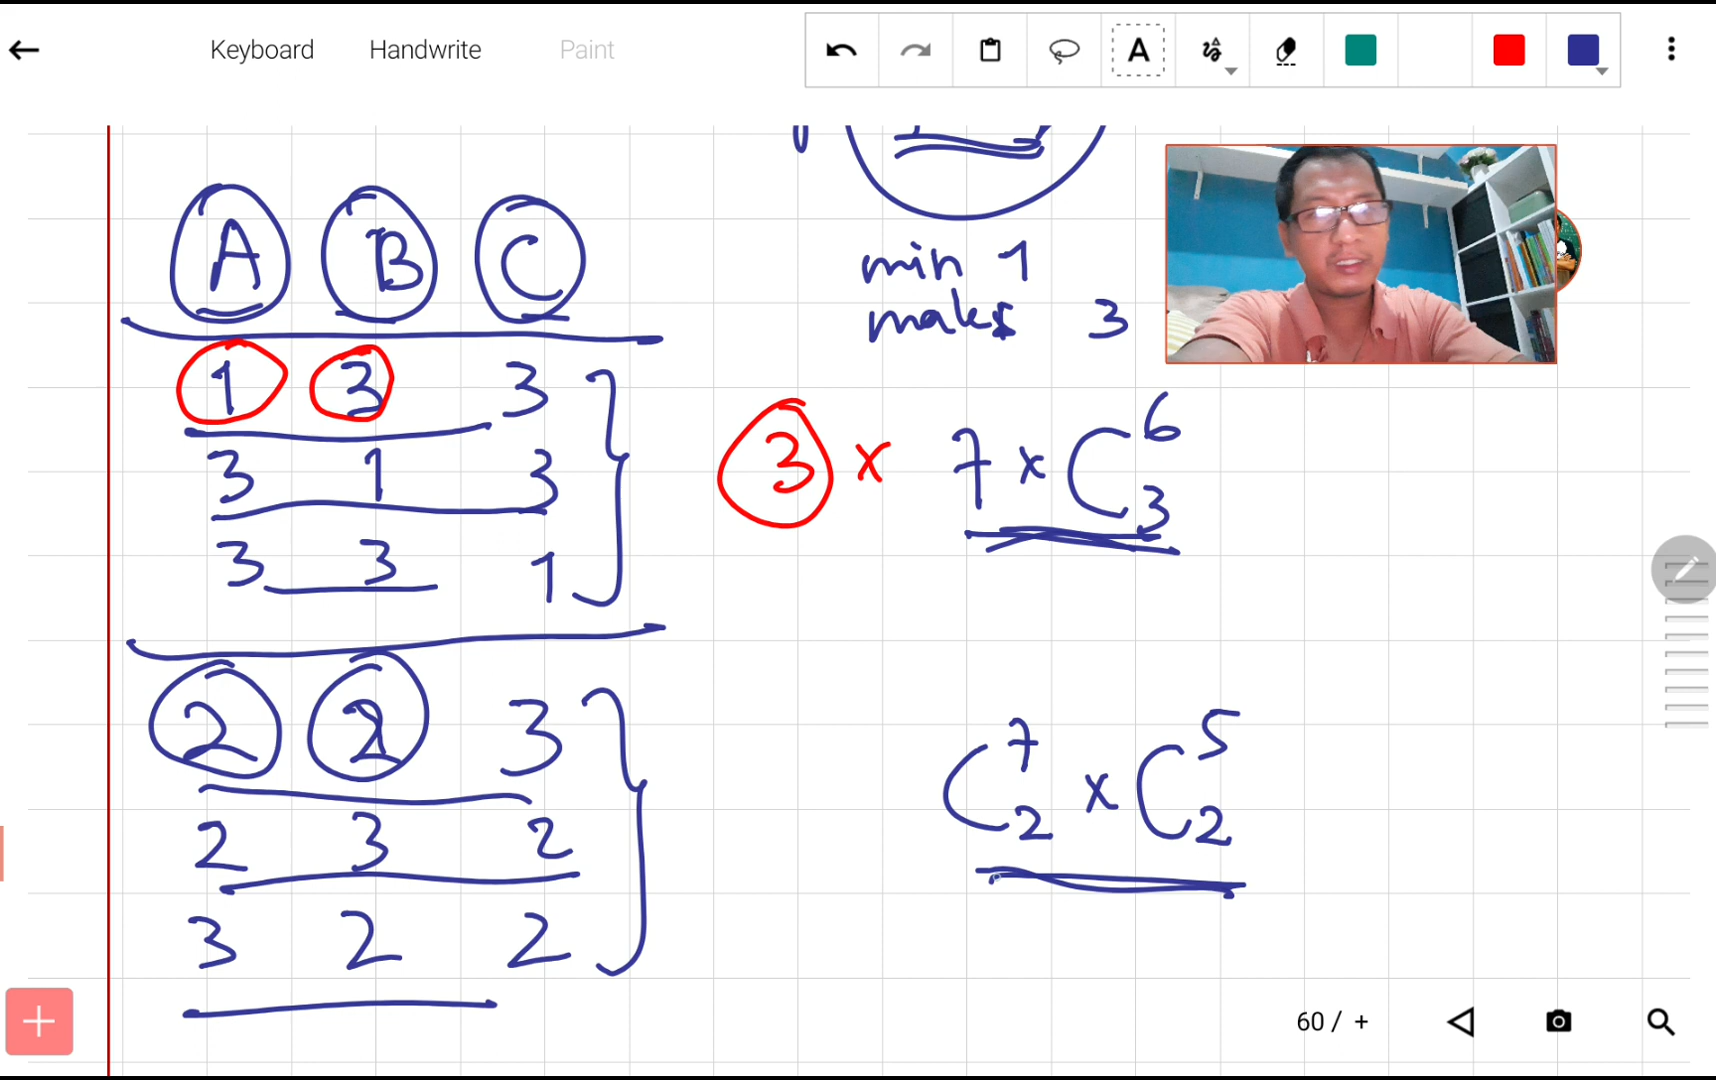 Keyboard Handwrite Paint
A
A B C
min 1
maks 3
1 3 3
3 × 7 × C 6 3
3 1 3
3 3 1
2 2 3
C 7 2 × C 5 2
2 3 2
3 2 2
60 / +